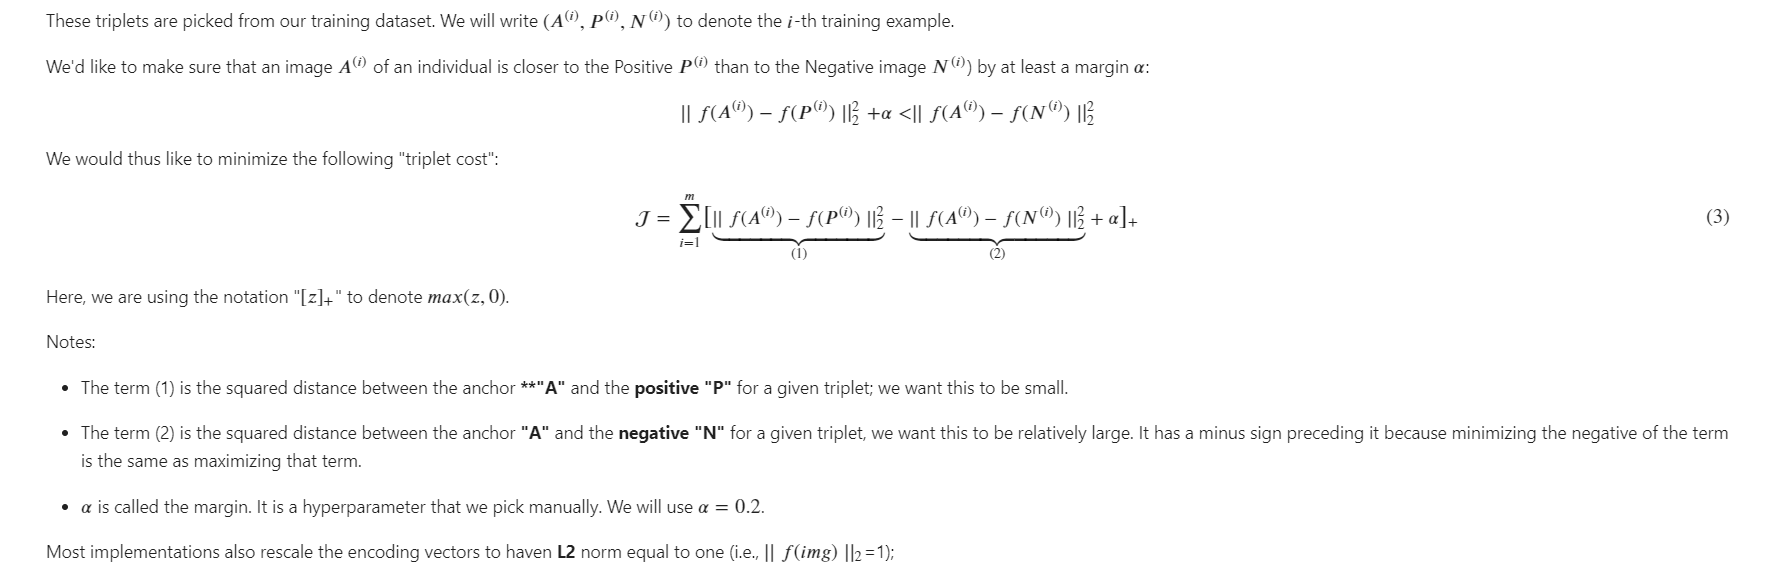 These triplets are picked from our training dataset. We will write (A⁽ⁱ⁾, P⁽ⁱ⁾, N⁽ⁱ⁾) to denote the i-th training example.
We'd like to make sure that an image A⁽ⁱ⁾ of an individual is closer to the Positive P⁽ⁱ⁾ than to the Negative image N⁽ⁱ⁾) by at least a margin α:
|| f(A⁽ⁱ⁾) − f(P⁽ⁱ⁾) ||₂² +α <|| f(A⁽ⁱ⁾) − f(N⁽ⁱ⁾) ||₂²
We would thus like to minimize the following "triplet cost":
𝒥 = ∑ᵢ₌₁ᵐ [|| f(A⁽ⁱ⁾) − f(P⁽ⁱ⁾) ||₂² − || f(A⁽ⁱ⁾) − f(N⁽ⁱ⁾) ||₂² + α]₊ (3)
(1) (2)
Here, we are using the notation "[z]₊" to denote max(z, 0).
Notes:
• The term (1) is the squared distance between the anchor **"A" and the positive "P" for a given triplet; we want this to be small.
• The term (2) is the squared distance between the anchor "A" and the negative "N" for a given triplet, we want this to be relatively large. It has a minus sign preceding it because minimizing the negative of the term
is the same as maximizing that term.
• α is called the margin. It is a hyperparameter that we pick manually. We will use α = 0.2.
Most implementations also rescale the encoding vectors to haven L2 norm equal to one (i.e., || f(img) ||₂=1);